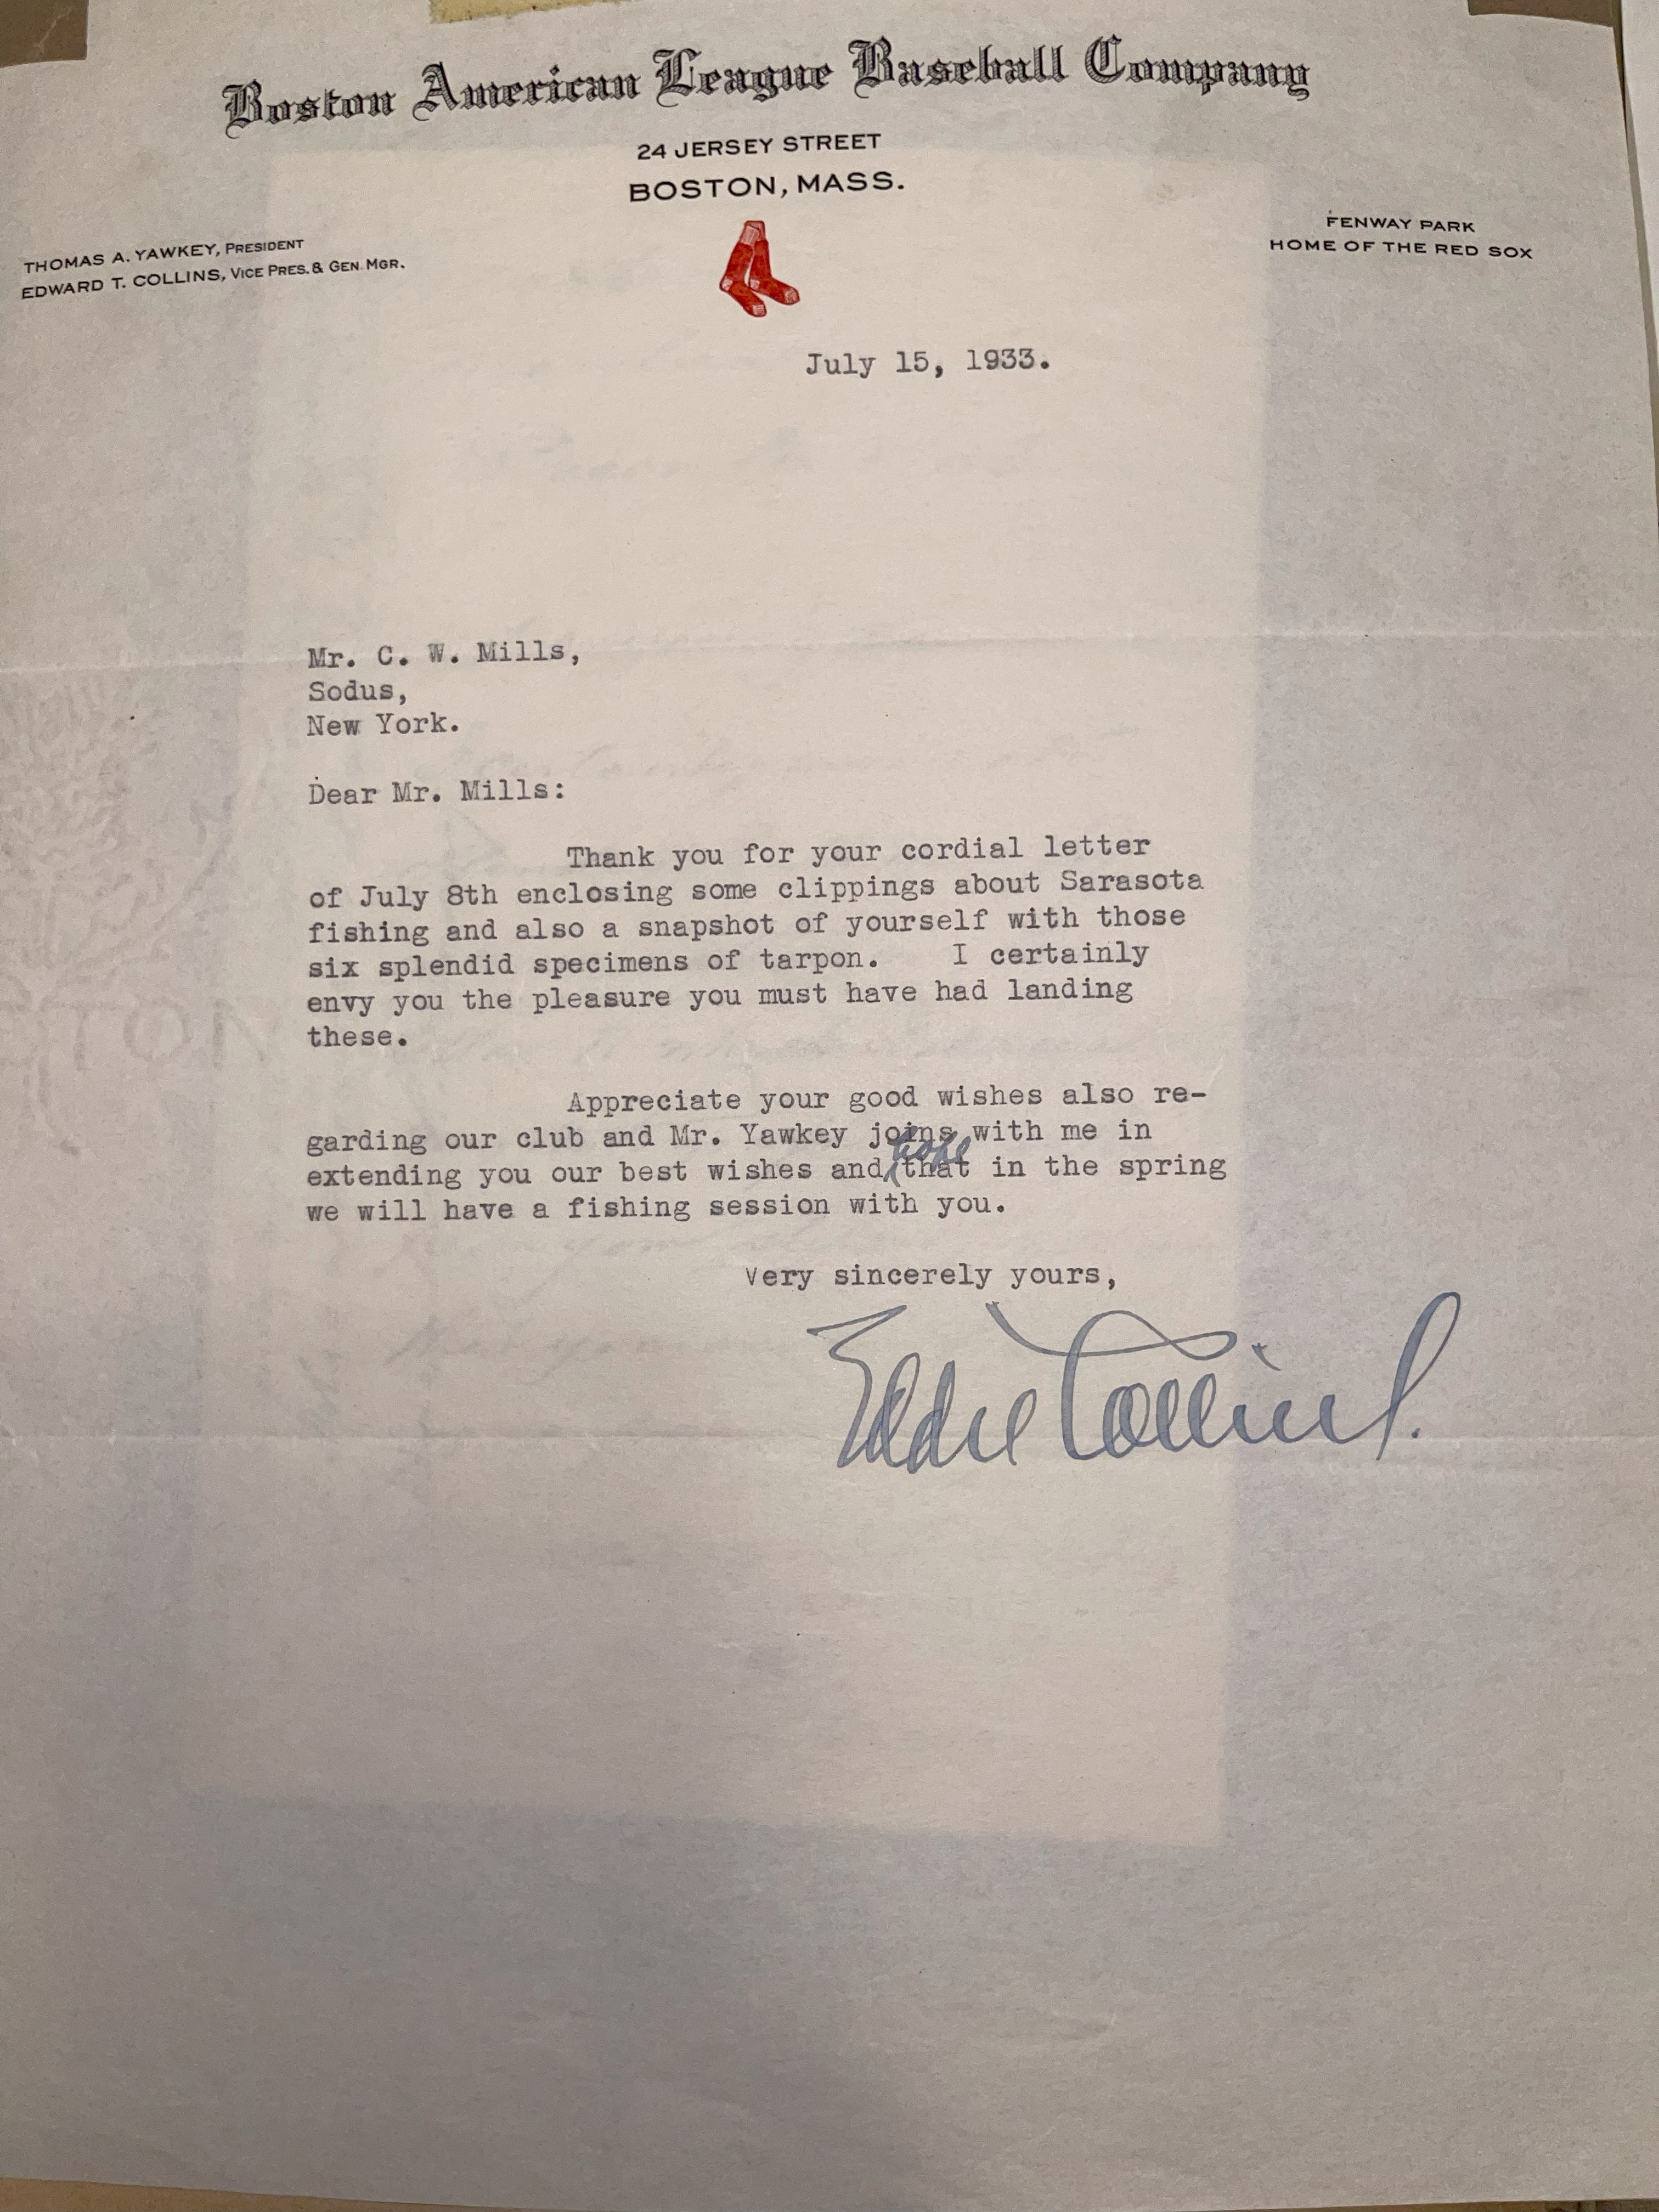 Boston American League Baseball Company
24 JERSEY STREET
BOSTON, MASS.
THOMAS A. YAWKEY, PRESIDENT
EDWARD T. COLLINS, VICE PRES. & GEN. MGR.
FENWAY PARK
HOME OF THE RED SOX
July 15, 1933.
Mr. C. W. Mills,
Sodus,
New York.
Dear Mr. Mills:
Thank you for your cordial letter
of July 8th enclosing some clippings about Sarasota
fishing and also a snapshot of yourself with those
six splendid specimens of tarpon. I certainly
envy you the pleasure you must have had landing
these.
Appreciate your good wishes also re-
garding our club and Mr. Yawkey joins with me in
extending you our best wishes and hope that in the spring
we will have a fishing session with you.
Very sincerely yours,
Eddie Collins.